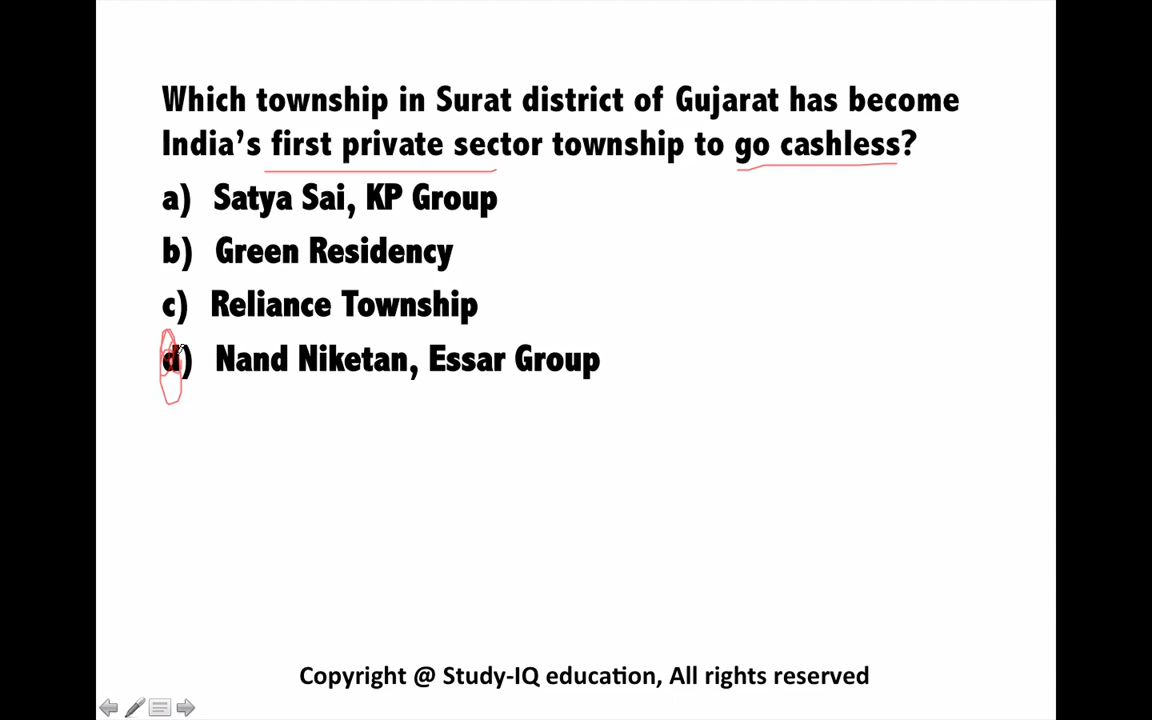 Which township in Surat district of Gujarat has become
India’s first private sector township to go cashless?
a) Satya Sai, KP Group
b) Green Residency
c) Reliance Township
d) Nand Niketan, Essar Group
Copyright @ Study-IQ education, All rights reserved